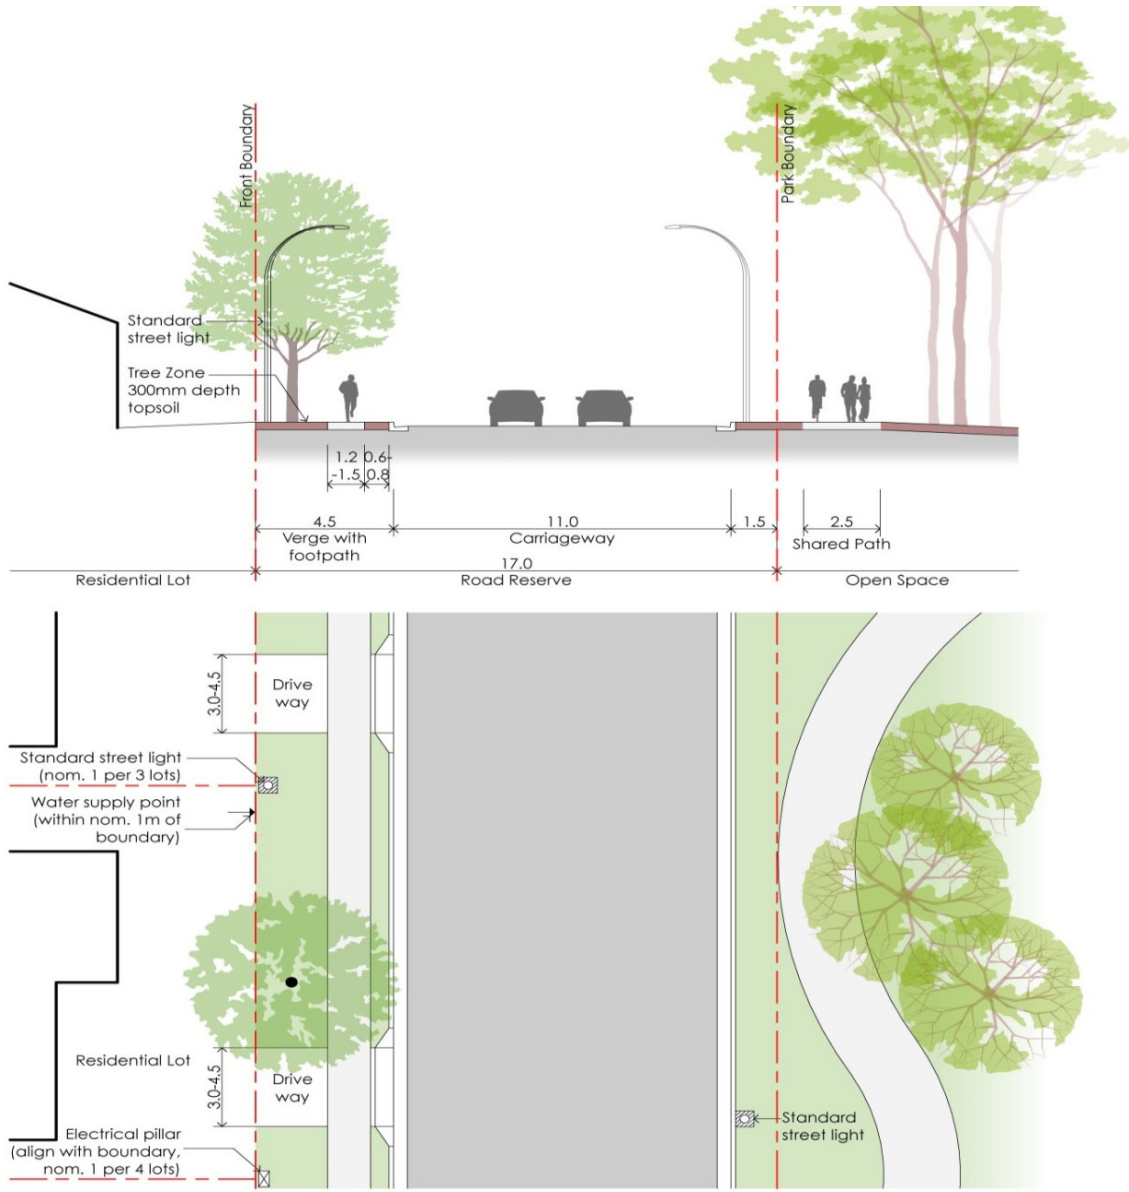 Front Boundary
Park Boundary
Standard
street light
Tree Zone
300mm depth
topsoil
1.2
-1.5
0.6-
0.8
4.5
Verge with
footpath
11.0
Carriageway
1.5
2.5
Shared Path
17.0
Residential Lot
Road Reserve
Open Space
3.0-4.5
Drive
way
Standard street light
(nom. 1 per 3 lots)
Water supply point
(within nom. 1m of
boundary)
Residential Lot
3.0-4.5
Drive
way
Standard
street light
Electrical pillar
(align with boundary,
nom. 1 per 4 lots)